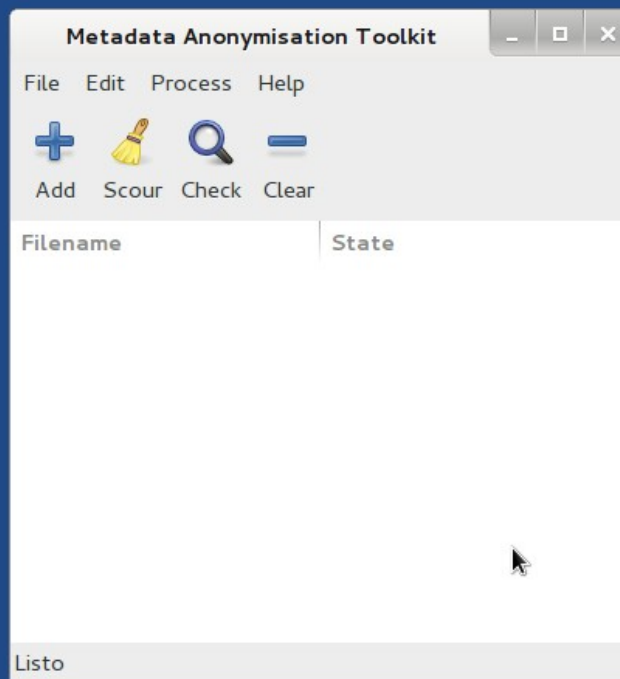 Metadata Anonymisation Toolkit
File Edit Process Help
Add Scour Check Clear
Filename State
Listo